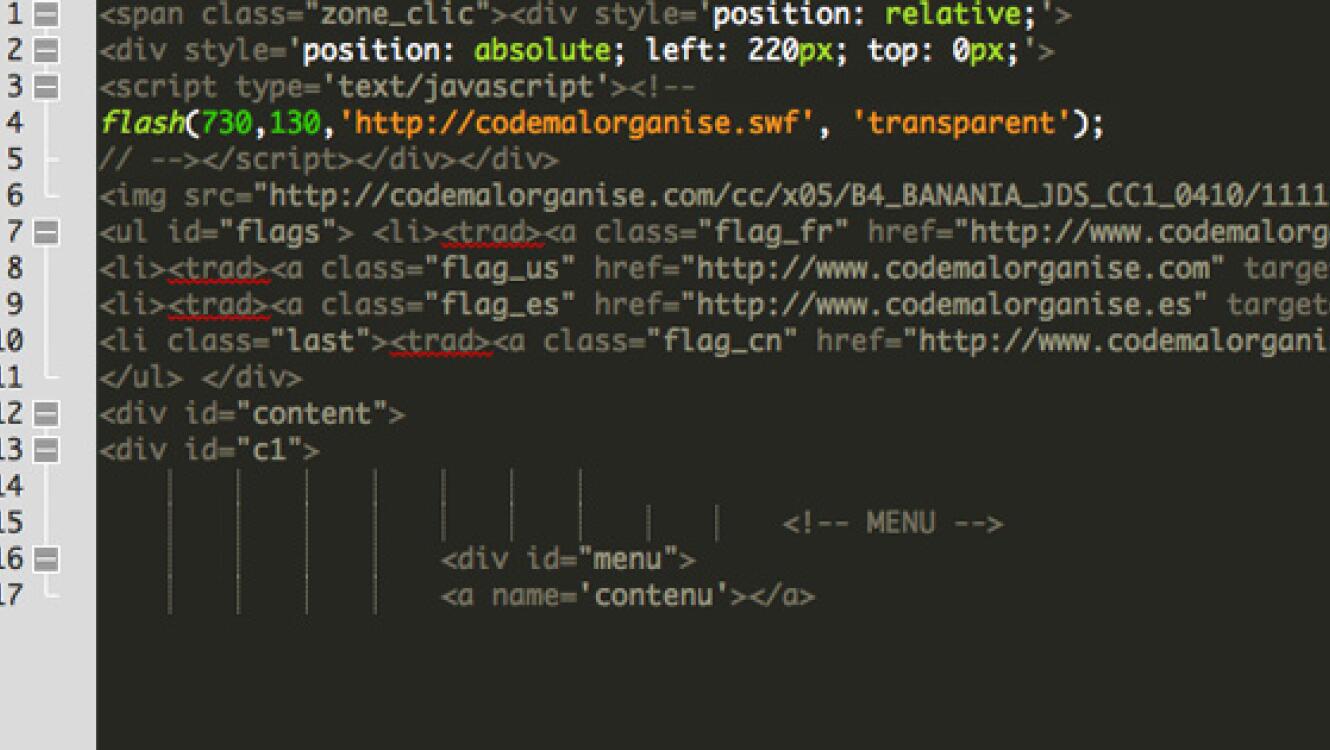 1 <span class="zone_clic"><div style='position: relative;'>
2 <div style='position: absolute; left: 220px; top: 0px;'>
3 <script type='text/javascript'><!--
4 flash(730,130,'http://codemalorganise.swf', 'transparent');
5 // --></script></div></div>
6 <img src="http://codemalorganise.com/cc/x05/B4_BANANIA_JDS_CC1_0410/1111
7 <ul id="flags"> <li><trad><a class="flag_fr" href="http://www.codemalorg
8 <li><trad><a class="flag_us" href="http://www.codemalorganise.com" targe
9 <li><trad><a class="flag_es" href="http://www.codemalorganise.es" target
10 <li class="last"><trad><a class="flag_cn" href="http://www.codemalorgani
11 </ul> </div>
12 <div id="content">
13 <div id="c1">
14
15 <!-- MENU -->
16 <div id="menu">
17 <a name='contenu'></a>